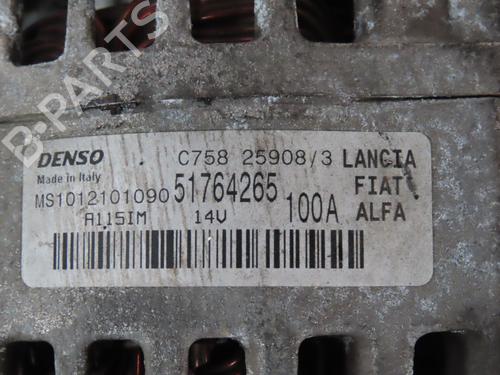 DENSO . C758 25908/3 LANCIA
Made in Italy FIAT
MS1012101090 51764265
A115IM 14V 100A ALFA
B-PARTS